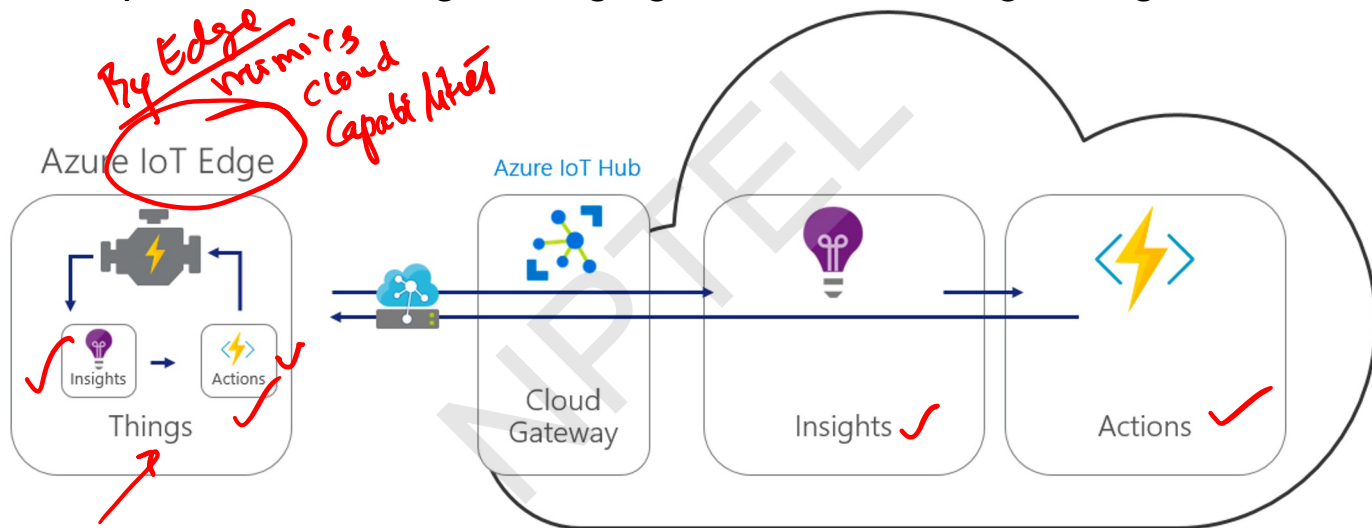 By Edge
mimics
cloud
Capabilities
Azure IoT Edge
Azure IoT Hub
Insights
Actions
Things
Cloud
Gateway
Insights
Actions
NPTEL